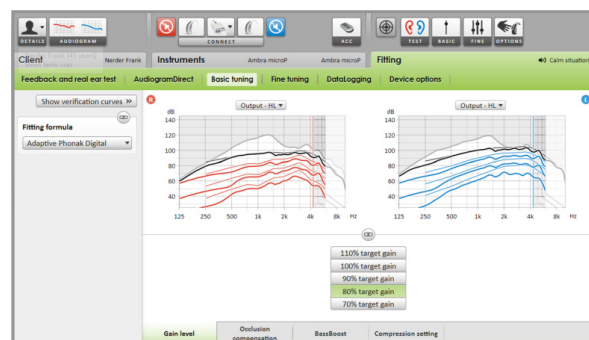 DETAILS AUDIOGRAM CONNECT ACC TEST BASIC FINE OPTIONS
Client Nerder Frank Instruments Ambra microP Ambra microP Fitting Calm situation
Feedback and real ear test AudiogramDirect Basic tuning Fine tuning DataLogging Device options
Show verification curves >>
Fitting formula
Adaptive Phonak Digital
R Output - HL Output - HL L
dB dB
140 140
120 120
100 100
80 80
60 60
40 40
125 250 500 1k 2k 4k 8k Hz 125 250 500 1k 2k 4k 8k Hz
110% target gain
100% target gain
90% target gain
80% target gain
70% target gain
Gain level Occlusion compensation BassBoost Compression setting